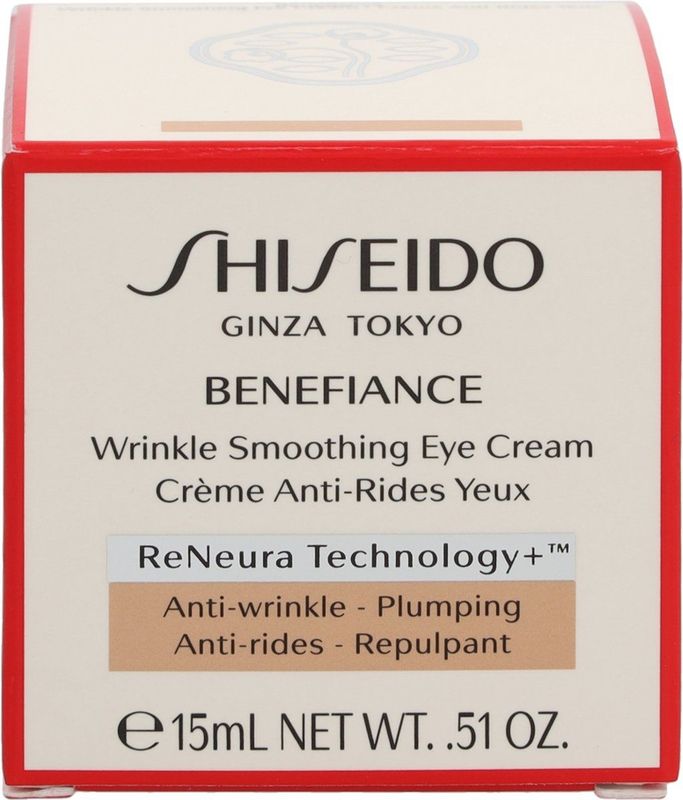 SHISEIDO
GINZA TOKYO
BENEFIANCE
Wrinkle Smoothing Eye Cream
Crème Anti-Rides Yeux
ReNeura Technology+™
Anti-wrinkle - Plumping
Anti-rides - Repulpant
℮15mL NET WT. .51 OZ.